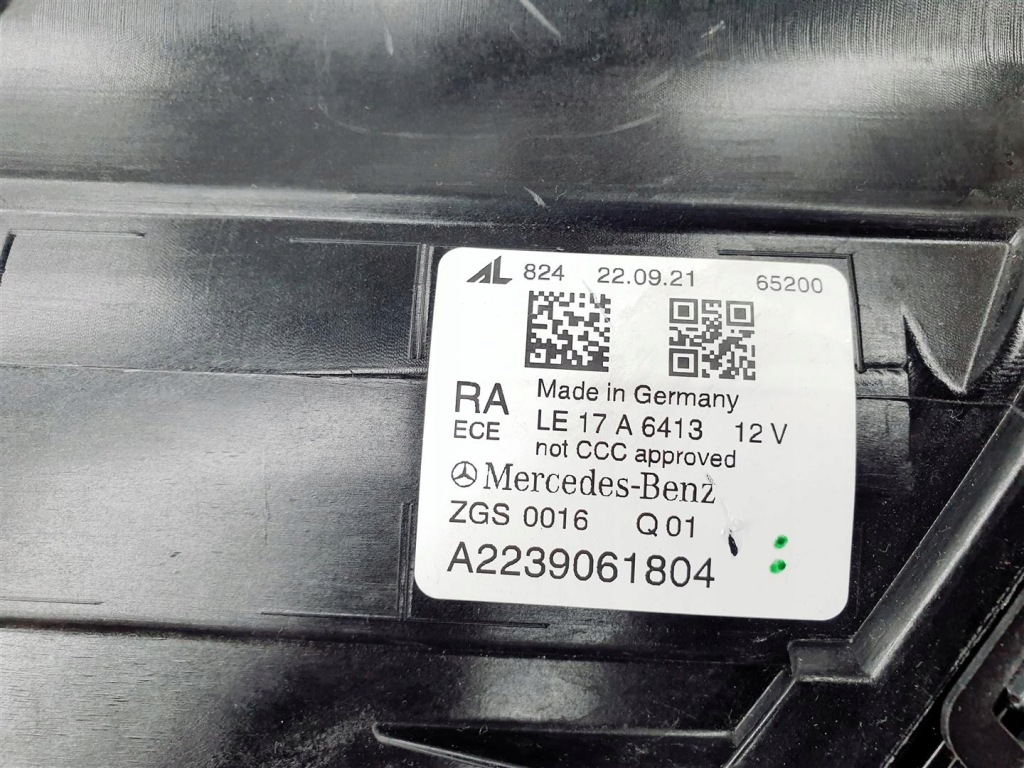 AL 824 22.09.21 65200
RA Made in Germany
ECE LE 17 A 6413 12 V
not CCC approved
Mercedes-Benz
ZGS 0016 Q 01
A2239061804